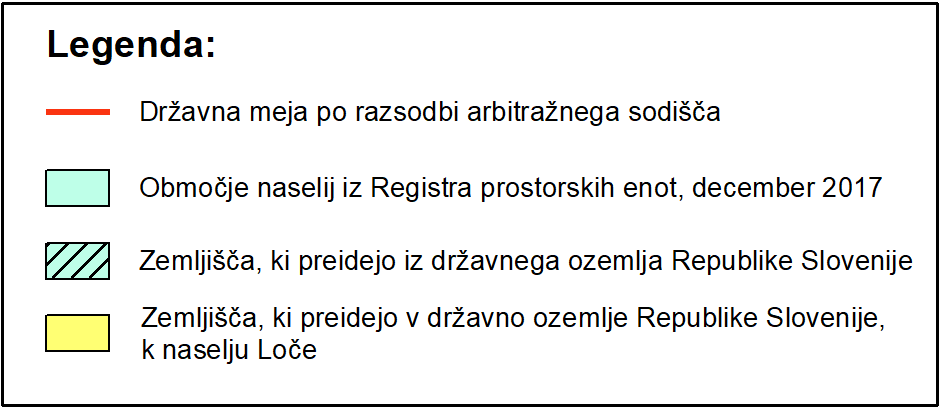 Legenda:
Državna meja po razsodbi arbitražnega sodišča
Območje naselij iz Registra prostorskih enot, december 2017
Zemljišča, ki preidejo iz državnega ozemlja Republike Slovenije
Zemljišča, ki preidejo v državno ozemlje Republike Slovenije,
k naselju Loče